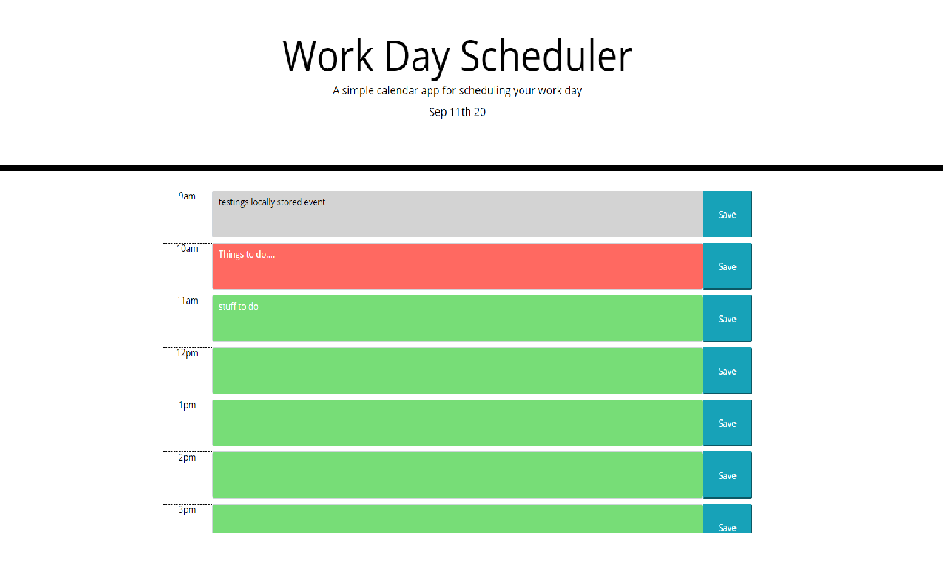 Work Day Scheduler
A simple calendar app for scheduling your work day
Sep 11th 20
9am
testings locally stored event
Save
10am
Things to do....
Save
1am
stuff to do
Save
12pm
Save
1pm
Save
2pm
Save
3pm
Save